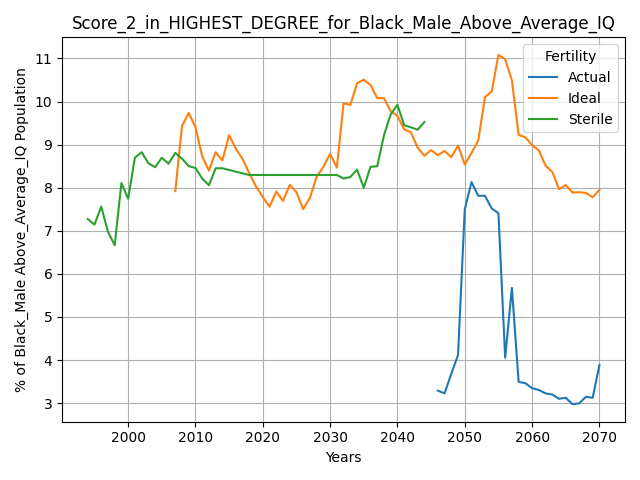 Score_2_in_HIGHEST_DEGREE_for_Black_Male_Above_Average_IQ
% of Black_Male Above_Average_IQ Population
11
10
9
8
7
6
5
4
3
Fertility
Actual
Ideal
Sterile
2000 2010 2020 2030 2040 2050 2060 2070
Years